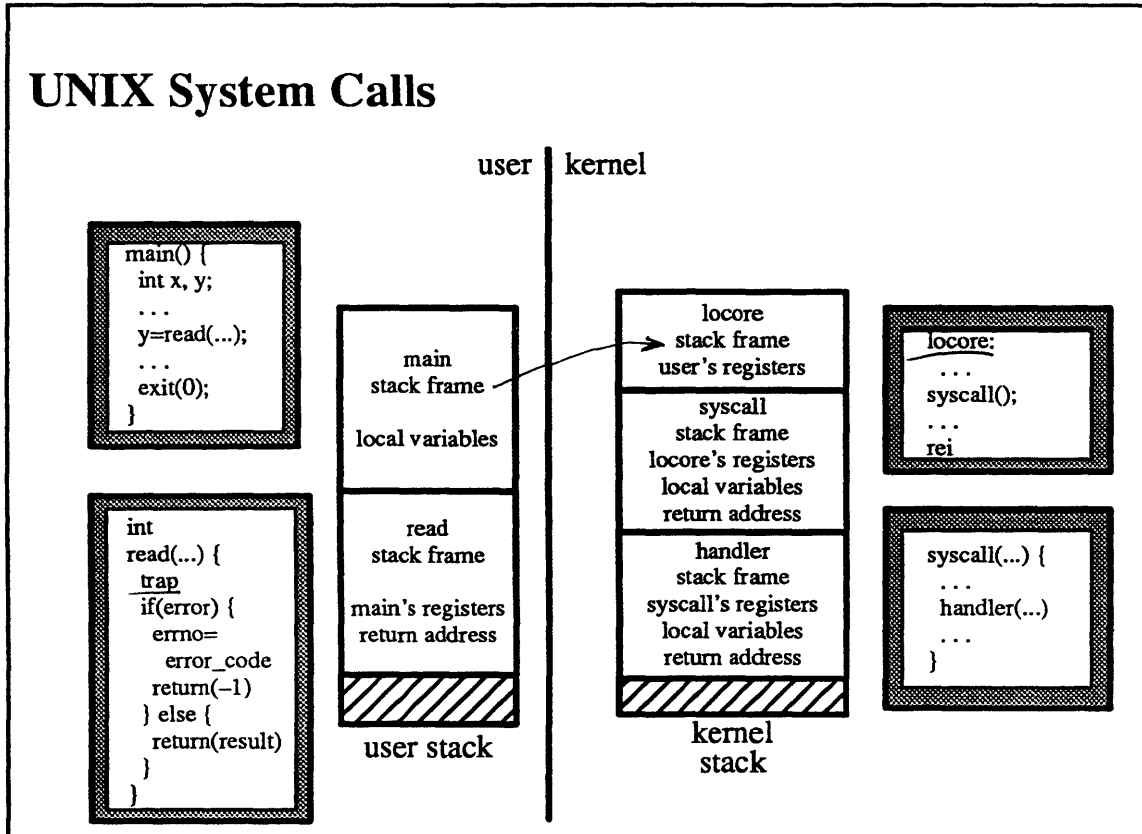 UNIX System Calls
user
kernel
main() {
int x, y;
. . .
y=read(...);
. . .
exit(0);
}
int
read(...) {
trap
if(error) {
errno=
error_code
return(–1)
} else {
return(result)
}
}
main
stack frame
local variables
read
stack frame
main's registers
return address
user stack
locore
stack frame
user's registers
syscall
stack frame
locore's registers
local variables
return address
handler
stack frame
syscall's registers
local variables
return address
kernel
stack
locore:
. . .
syscall();
. . .
rei
syscall(...) {
. . .
handler(...)
. . .
}